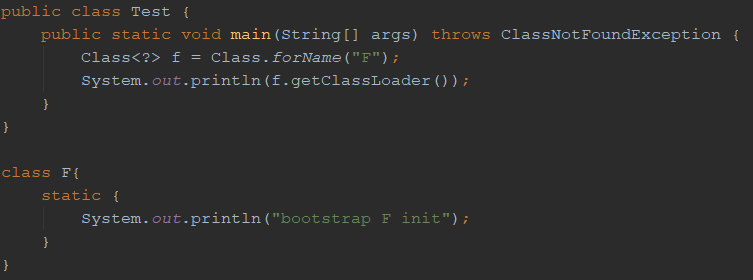 public class Test {
    public static void main(String[] args) throws ClassNotFoundException {
        Class<?> f = Class.forName("F");
        System.out.println(f.getClassLoader());
    }
}
class F{
    static {
        System.out.println("bootstrap F init");
    }
}